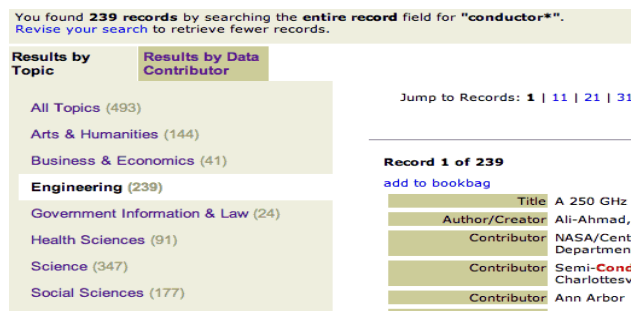 You found 239 records by searching the entire record field for "conductor*".
Revise your search to retrieve fewer records.
Results by Topic
Results by Data Contributor
All Topics (493)
Arts & Humanities (144)
Business & Economics (41)
Engineering (239)
Government Information & Law (24)
Health Sciences (91)
Science (347)
Social Sciences (177)
Jump to Records: 1 | 11 | 21 | 31
Record 1 of 239
add to bookbag
Title A 250 GHz
Author/Creator Ali-Ahmad,
Contributor NASA/Cent
Departmen
Contributor Semi-Cond
Charlottesv
Contributor Ann Arbor